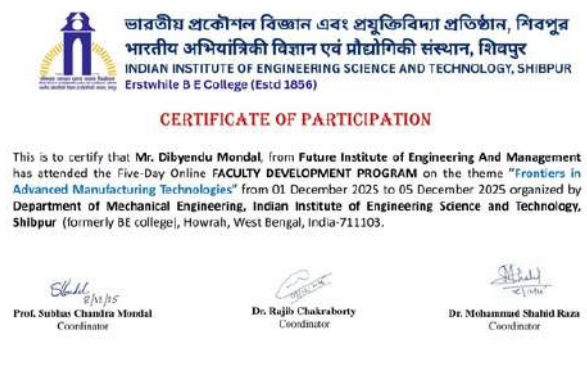 ভারতীয় প্রকৌশল বিজ্ঞান এবং প্রযুক্তিবিদ্যা প্রতিষ্ঠান, শিবপুর
भारतीय अभियांत्रिकी विज्ञान एवं प्रौद्योगिकी संस्थान, शिवपुर
INDIAN INSTITUTE OF ENGINEERING SCIENCE AND TECHNOLOGY, SHIBPUR
Erstwhile B E College (Estd 1856)
CERTIFICATE OF PARTICIPATION
This is to certify that Mr. Dibyendu Mondal, from Future Institute of Engineering And Management
has attended the Five-Day Online FACULTY DEVELOPMENT PROGRAM on the theme "Frontiers in
Advanced Manufacturing Technologies" from 01 December 2025 to 05 December 2025 organized by
Department of Mechanical Engineering, Indian Institute of Engineering Science and Technology,
Shibpur (formerly BE college), Howrah, West Bengal, India-711103.
8/12/25
Prof. Subhas Chandra Mondal
Coordinator
Dr. Rajib Chakraborty
Coordinator
Dr. Mohammad Shahid Raza
Coordinator